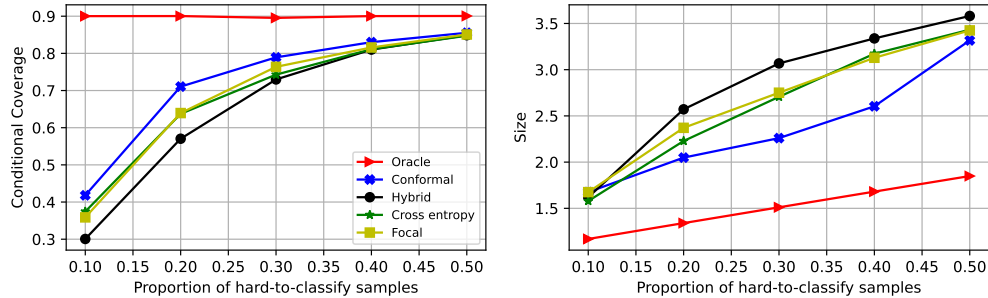 Conditional Coverage
0.9
0.8
0.7
0.6
0.5
0.4
0.3
0.10 0.15 0.20 0.25 0.30 0.35 0.40 0.45 0.50
Proportion of hard-to-classify samples
Oracle
Conformal
Hybrid
Cross entropy
Focal
Size
3.5
3.0
2.5
2.0
1.5
0.10 0.15 0.20 0.25 0.30 0.35 0.40 0.45 0.50
Proportion of hard-to-classify samples